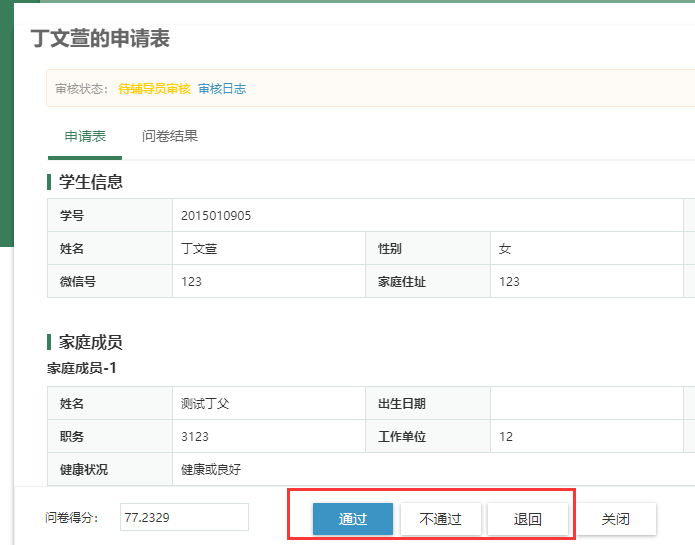 丁文萱的申请表
审核状态： 待辅导员审核 审核日志
申请表 问卷结果
学生信息
学号 2015010905
姓名 丁文萱 性别 女
微信号 123 家庭住址 123
家庭成员
家庭成员-1
姓名 测试丁父 出生日期
职务 3123 工作单位 12
健康状况 健康或良好
问卷得分： 77.2329 通过 不通过 退回 关闭